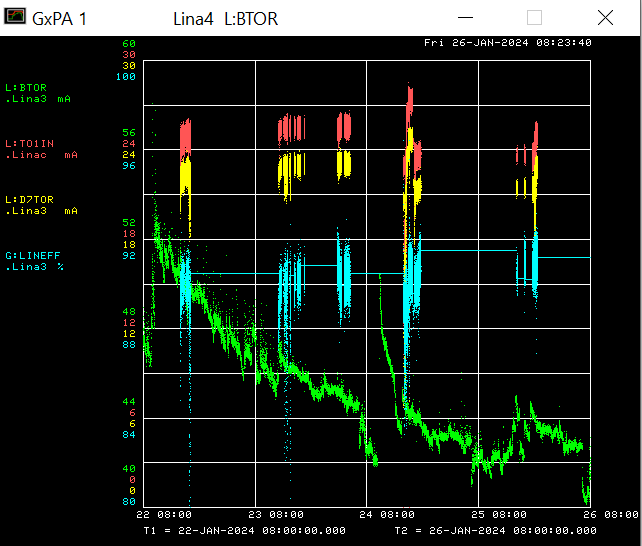 GxPA 1 Lina4 L:BTOR
Fri 26-JAN-2024 08:23:40
60
30
30
100
L:BTOR
.Lina3 mA
56
24
24
96
L:TO1IN
.Linac mA
L:D7TOR
.Lina3 mA
52
18
18
92
G:LINEFF
.Lina3 %
48
12
12
88
44
6
6
84
40
0
0
80
22 08:00 23 08:00 24 08:00 25 08:00 26 08:00
T1 = 22-JAN-2024 08:00:00.000 T2 = 26-JAN-2024 08:00:00.000